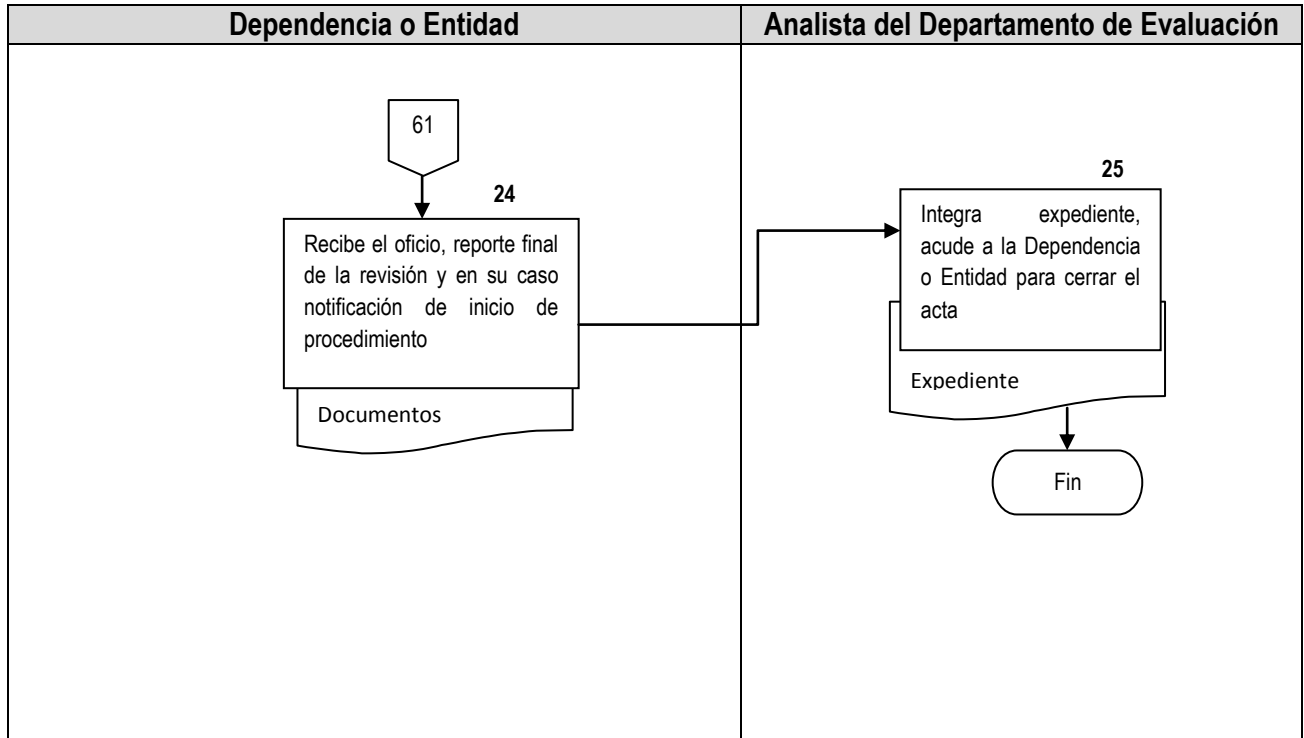 Dependencia o Entidad
Analista del Departamento de Evaluación
61
24
Recibe el oficio, reporte final
de la revisión y en su caso
notificación de inicio de
procedimiento
Documentos
25
Integra expediente,
acude a la Dependencia
o Entidad para cerrar el
acta
Expediente
Fin